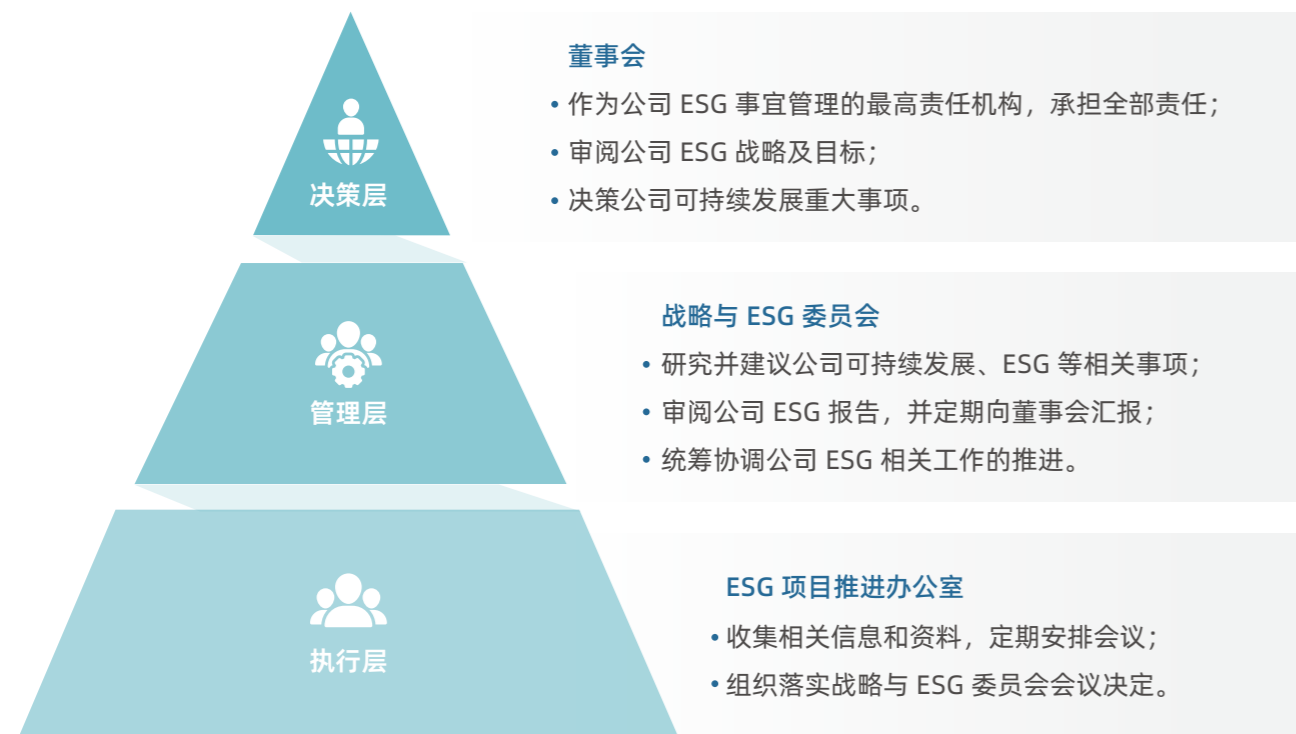 董事会
• 作为公司 ESG 事宜管理的最高责任机构，承担全部责任；
• 审阅公司 ESG 战略及目标；
• 决策公司可持续发展重大事项。
决策层
战略与 ESG 委员会
• 研究并建议公司可持续发展、ESG 等相关事项；
• 审阅公司 ESG 报告，并定期向董事会汇报；
• 统筹协调公司 ESG 相关工作的推进。
管理层
ESG 项目推进办公室
• 收集相关信息和资料，定期安排会议；
• 组织落实战略与 ESG 委员会会议决定。
执行层